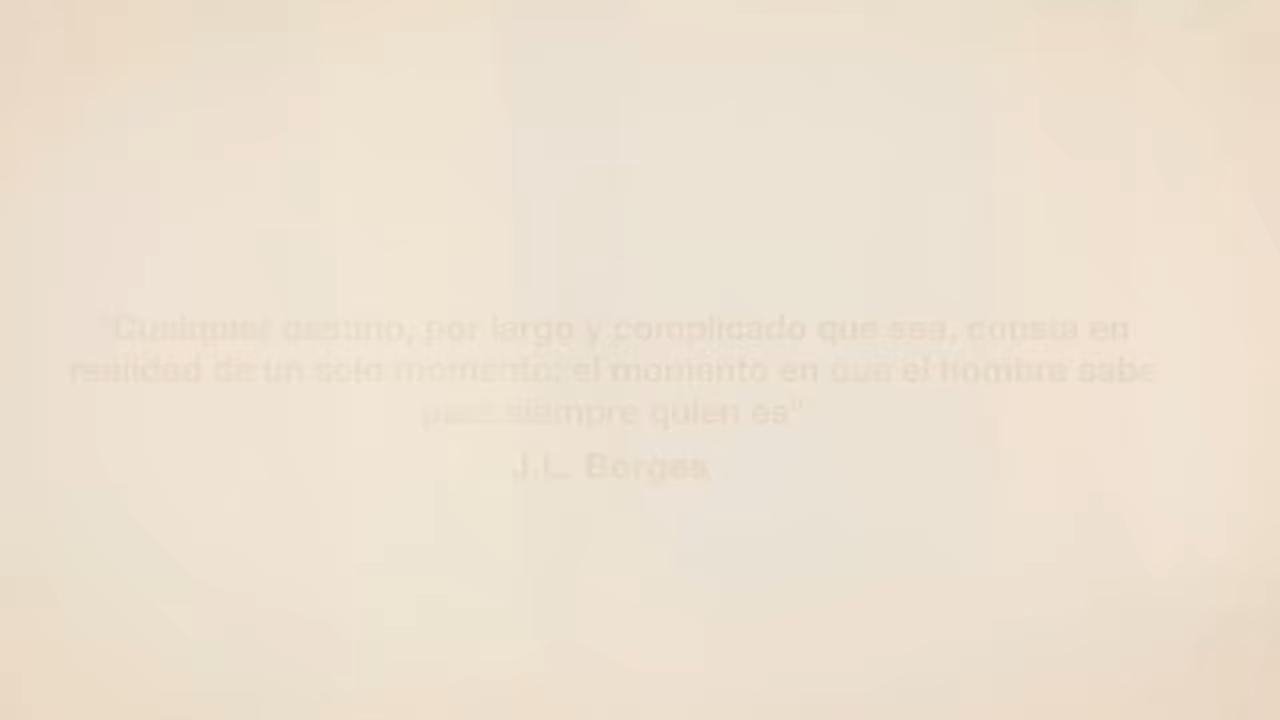 "Cualquier destino, por largo y complicado que sea, consta en
realidad de un solo momento: el momento en que el hombre sabe
para siempre quien es"
J.L. Borges